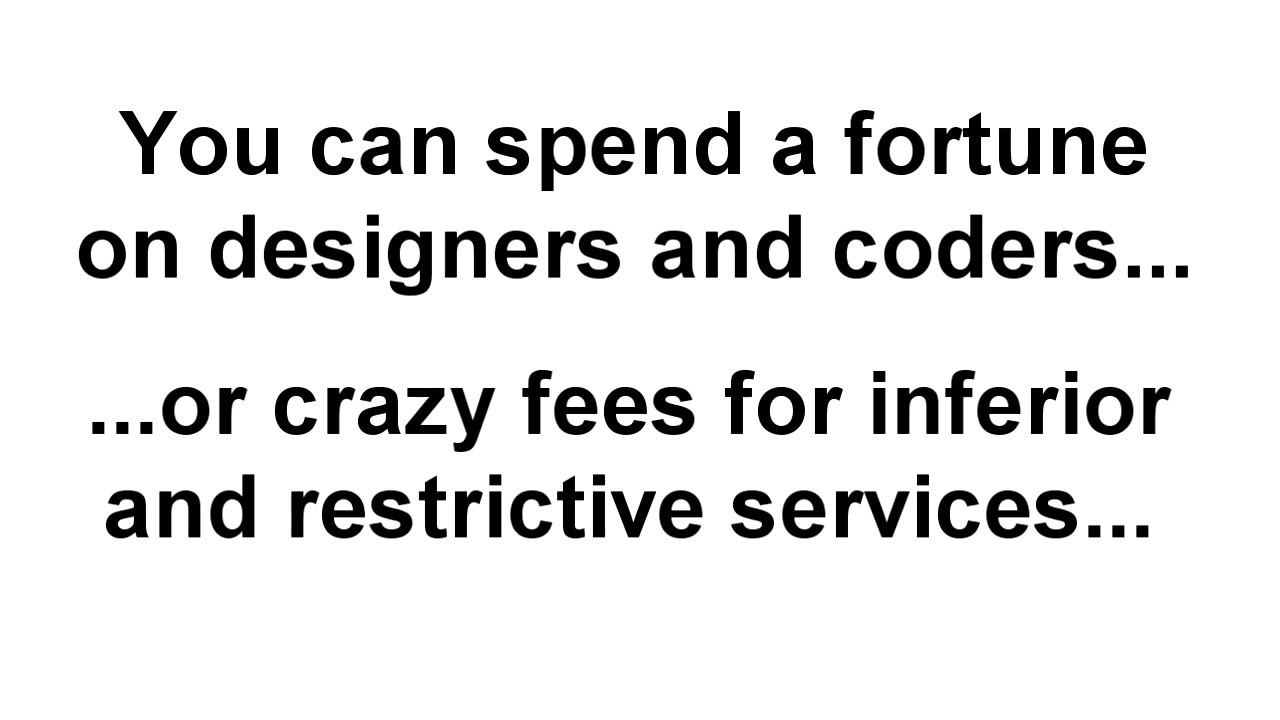 You can spend a fortune
on designers and coders...
...or crazy fees for inferior
and restrictive services...